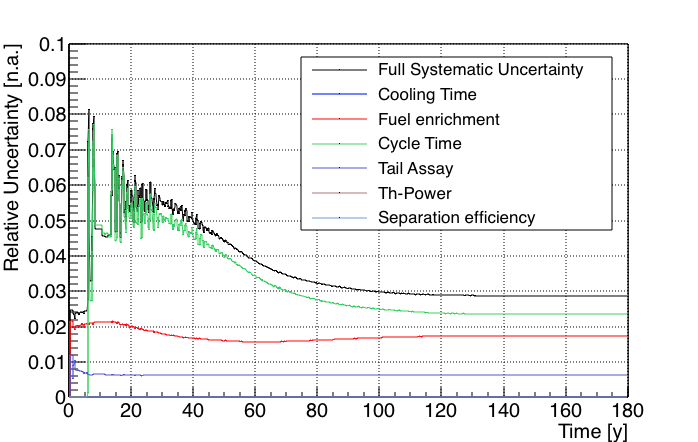 Relative Uncertainty [n.a.]
0.1
0.09
0.08
0.07
0.06
0.05
0.04
0.03
0.02
0.01
0
Full Systematic Uncertainty
Cooling Time
Fuel enrichment
Cycle Time
Tail Assay
Th-Power
Separation efficiency
0 20 40 60 80 100 120 140 160 180
Time [y]